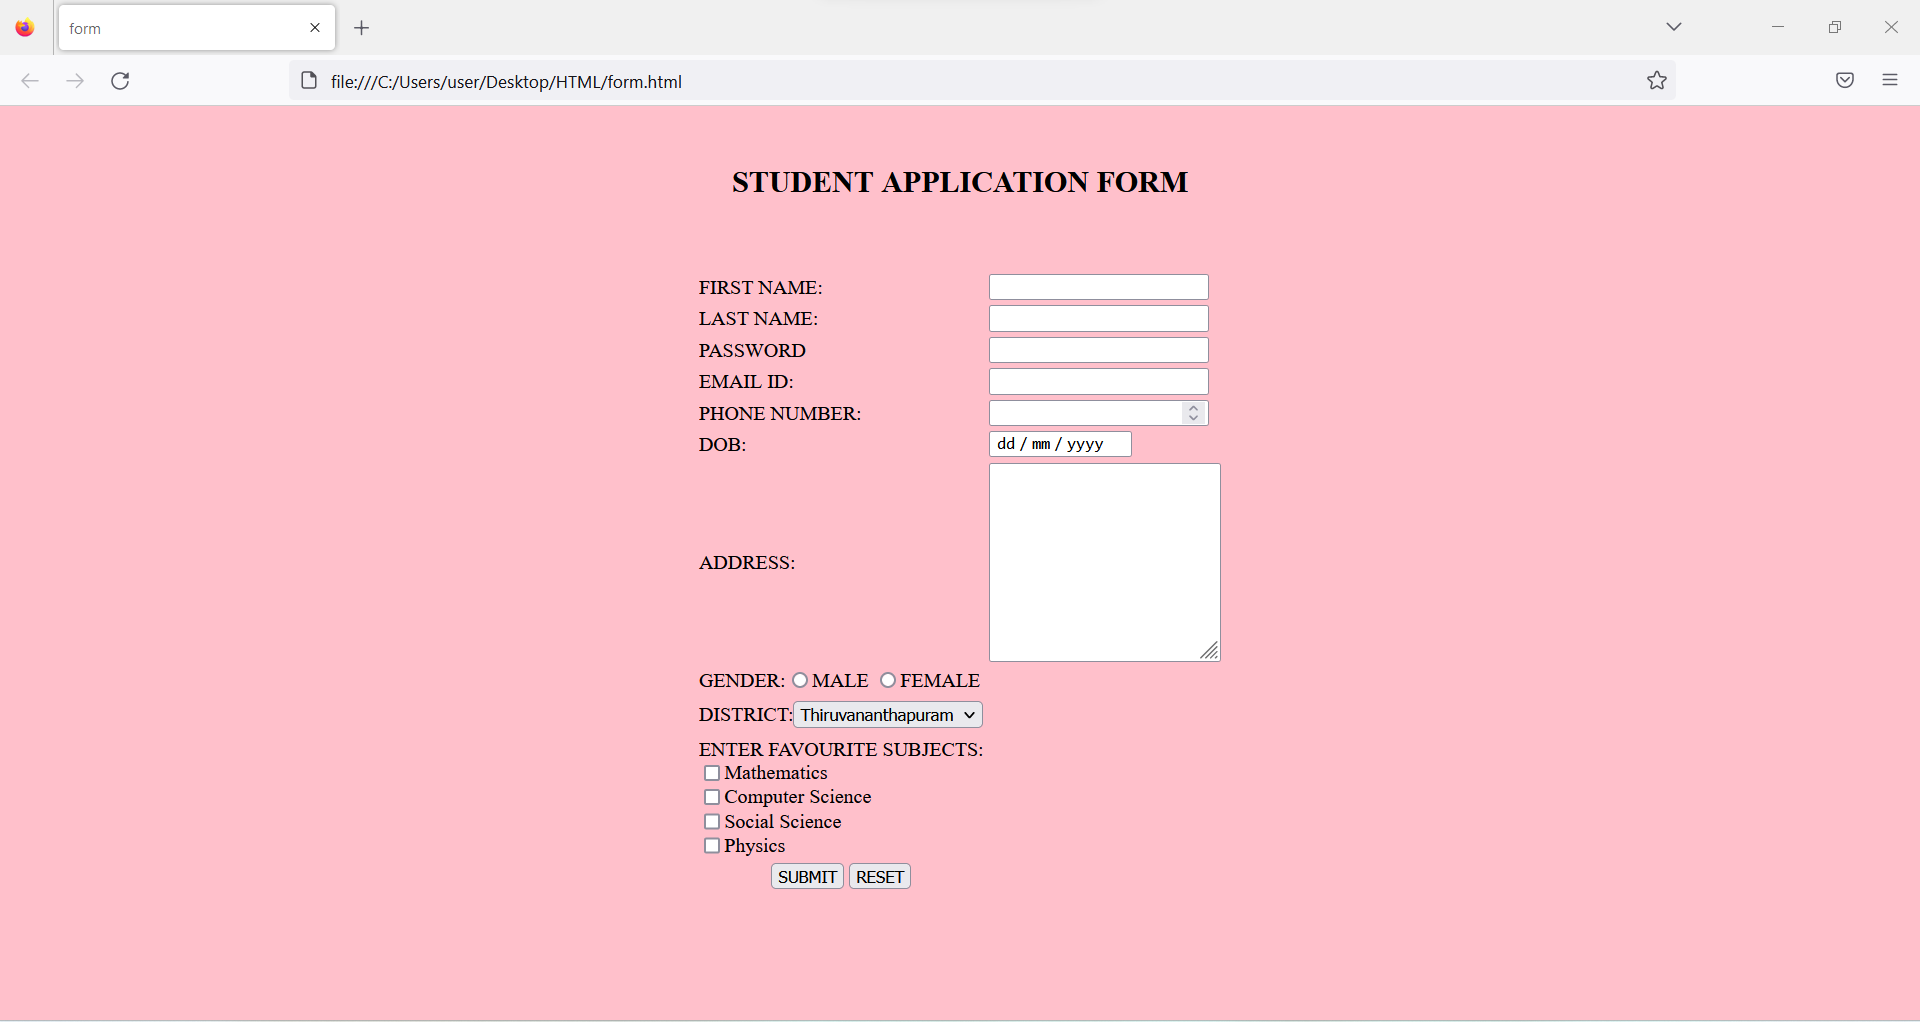 form
file:///C:/Users/user/Desktop/HTML/form.html
STUDENT APPLICATION FORM
FIRST NAME:
LAST NAME:
PASSWORD
EMAIL ID:
PHONE NUMBER:
DOB: dd / mm / yyyy
ADDRESS:
GENDER: MALE FEMALE
DISTRICT: Thiruvananthapuram
ENTER FAVOURITE SUBJECTS:
Mathematics
Computer Science
Social Science
Physics
SUBMIT RESET